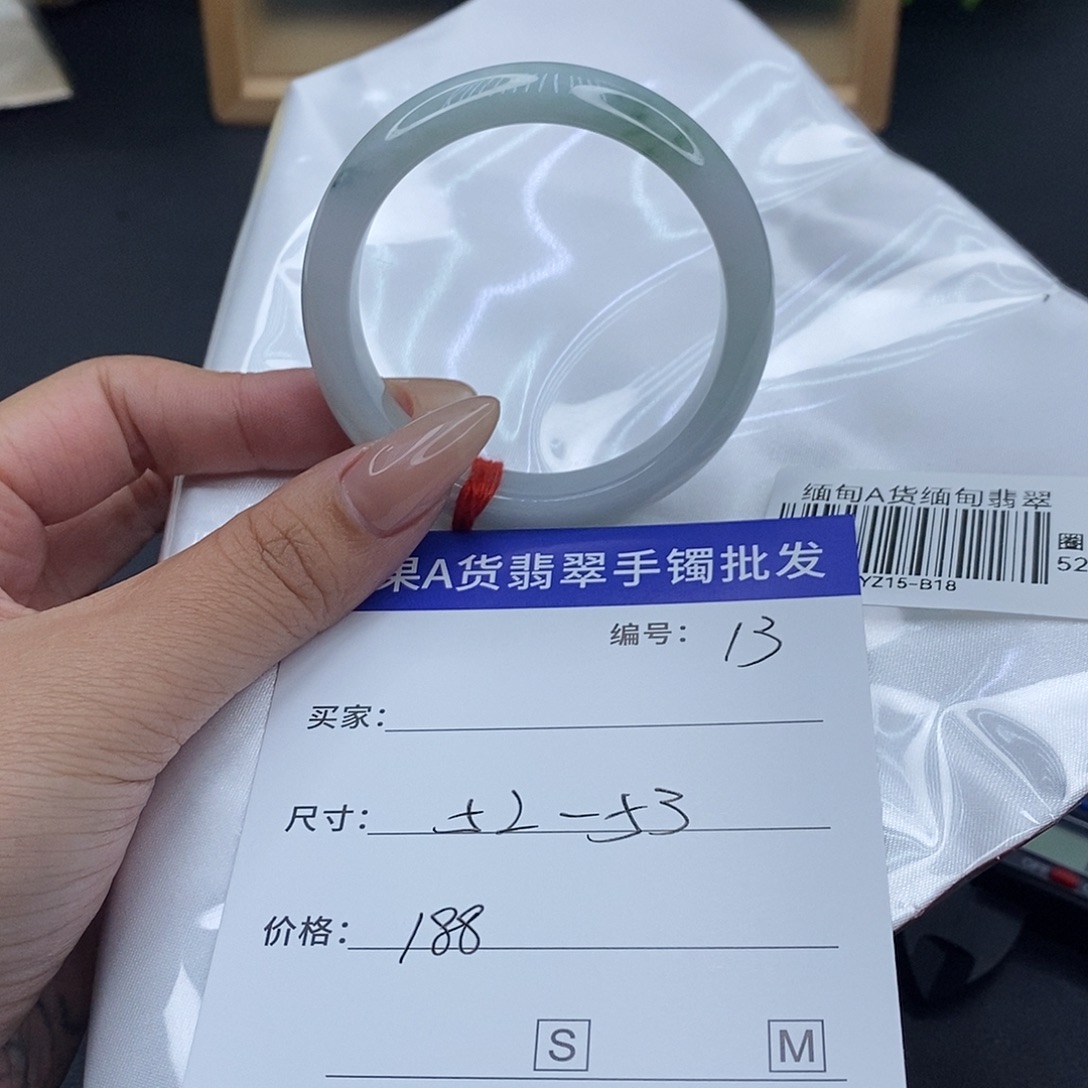 缅甸A货缅甸翡翠
圈
52
YZ15-B18
果A货翡翠手镯批发
编号： 13
买家：
尺寸： 52-53
价格： 188
S M